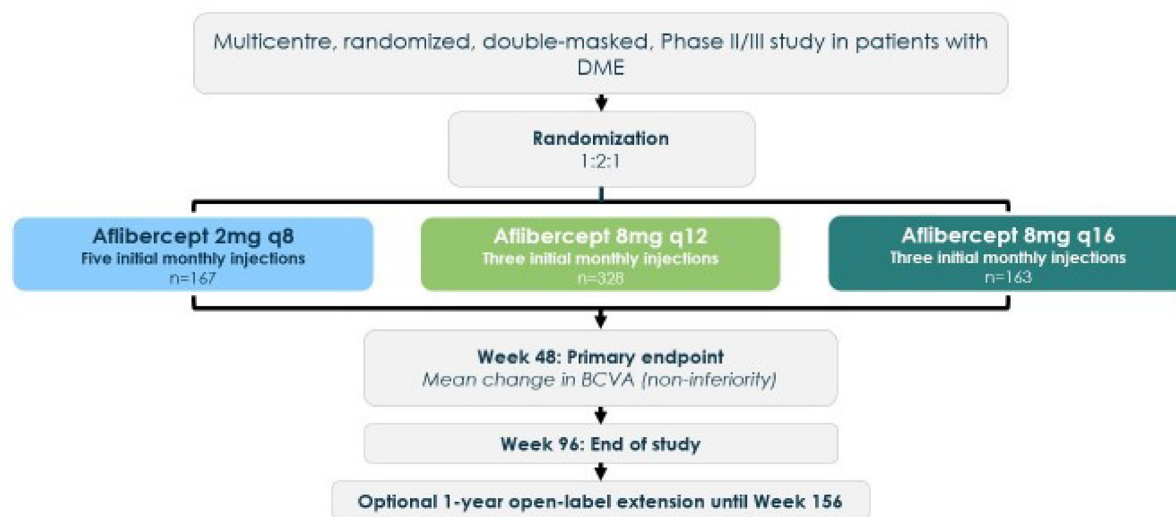 Multicentre, randomized, double-masked, Phase II/III study in patients with
DME
Randomization
1:2:1
Aflibercept 2mg q8
Five initial monthly injections
n=167
Aflibercept 8mg q12
Three initial monthly injections
n=328
Aflibercept 8mg q16
Three initial monthly injections
n=163
Week 48: Primary endpoint
Mean change in BCVA (non-inferiority)
Week 96: End of study
Optional 1-year open-label extension until Week 156